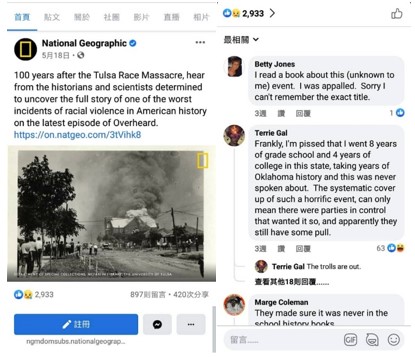 首頁 貼文 關於 社團 影片 直播 相片
National Geographic
5月18日
100 years after the Tulsa Race Massacre, hear
from the historians and scientists determined
to uncover the full story of one of the worst
incidents of racial violence in American history
on the latest episode of Overheard.
https://on.natgeo.com/3tVihk8
2,933
897則留言·420次分享
註冊
ngmdomsubs.nationalgeograp...
2,933
最相關
Betty Jones
I read a book about this (unknown to
me) event. I was appalled. Sorry I
can't remember the exact title.
3週 讚 回覆 1
Terrie Gal
Frankly, I'm pissed that I went 8 years
of grade school and 4 years of
college in this state, taking years of
Oklahoma history and this was never
spoken about. The systematic cover
up of such a horrific event, can only
mean there were parties in control
that wanted it so, and apparently they
still have some pull.
3週 讚 回覆 63
Terrie Gal The trolls are out.
查看其他18則回覆......
Marge Coleman
They made sure it was never in the
school history books
留言......
GIF